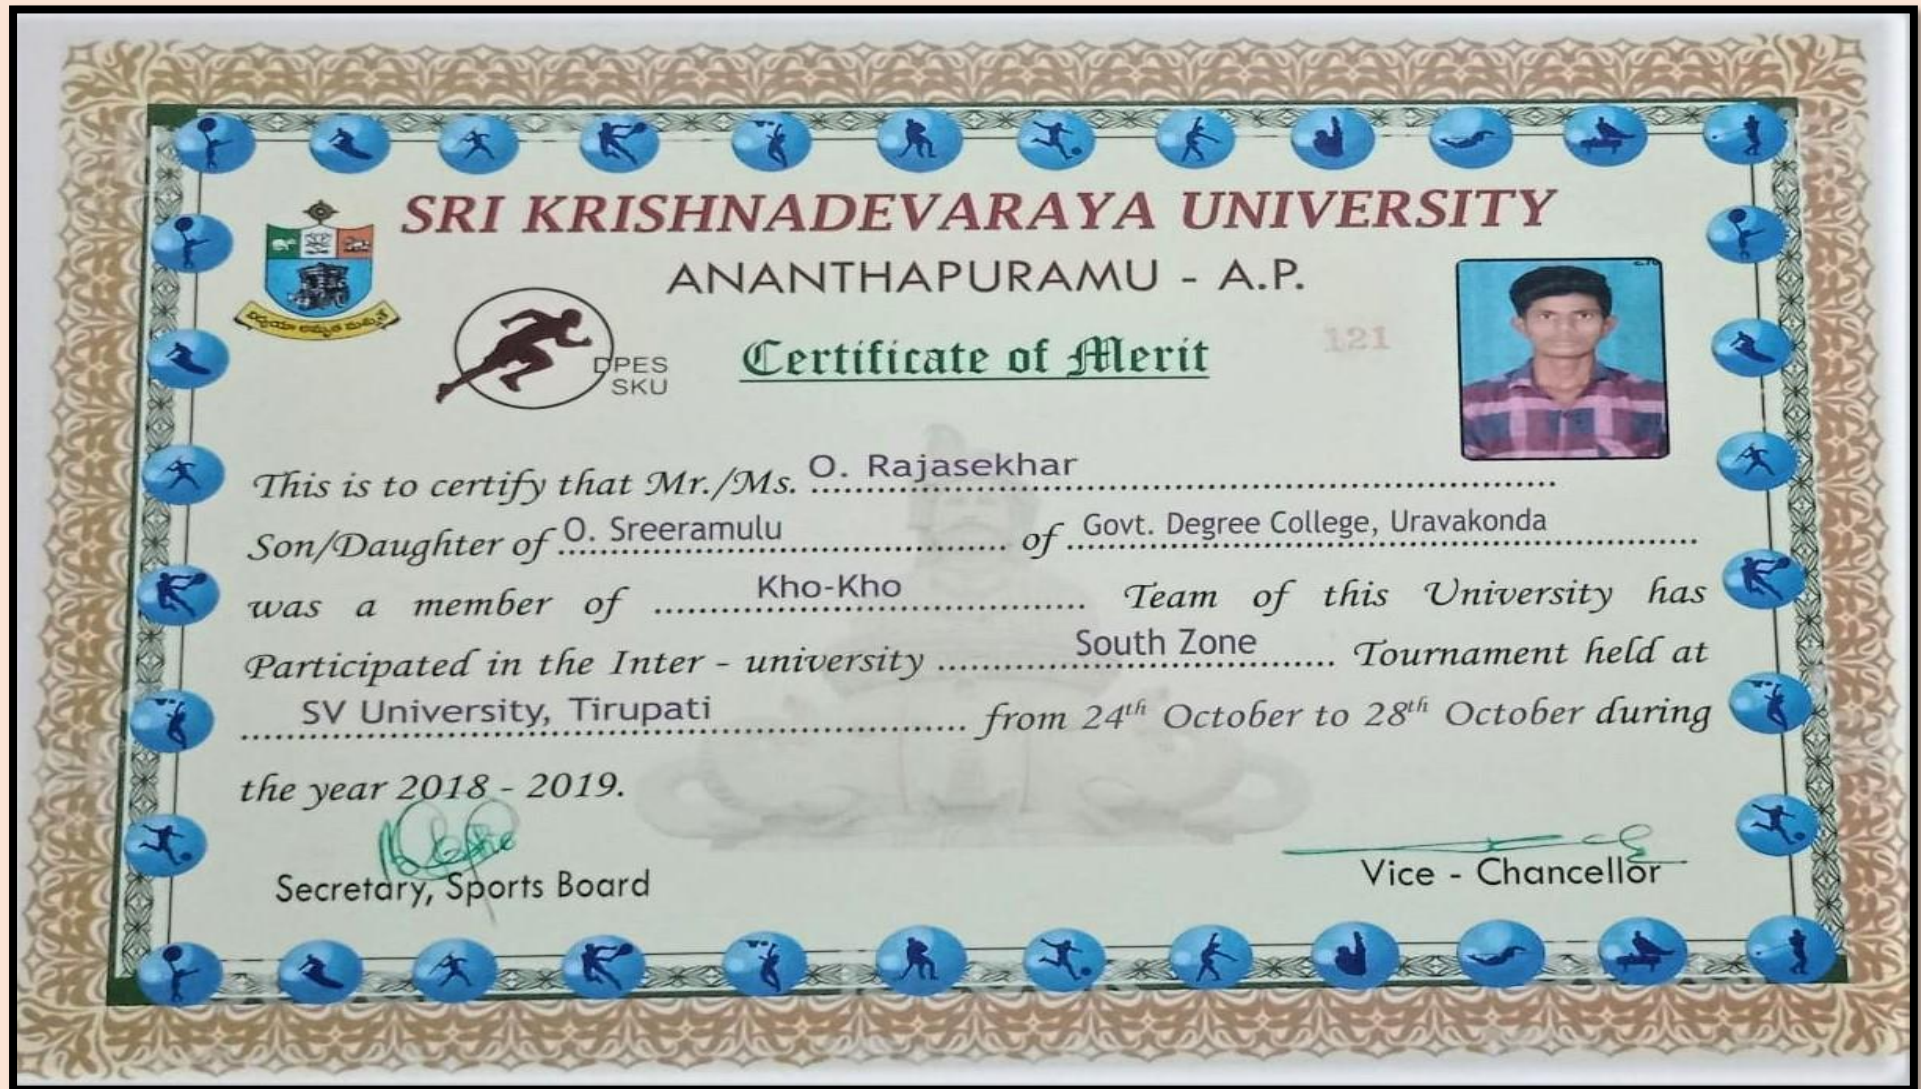 SRI KRISHNADEVARAYA UNIVERSITY
ANANTHAPURAMU - A.P.
DPES
SKU
Certificate of Merit
121
This is to certify that Mr./Ms. O. Rajasekhar
Son/Daughter of O. Sreeramulu of Govt. Degree College, Uravakonda
was a member of Kho-Kho Team of this University has
Participated in the Inter - university South Zone Tournament held at
SV University, Tirupati from 24th October to 28th October during
the year 2018 - 2019.
Secretary, Sports Board
Vice - Chancellor